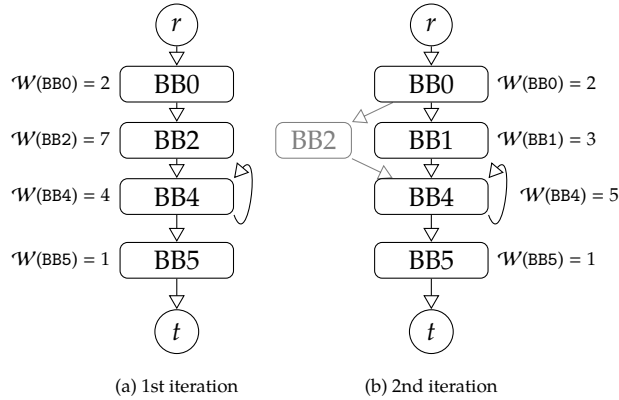 r r
𝒲(BB0) = 2 BB0 BB0 𝒲(BB0) = 2
𝒲(BB2) = 7 BB2 BB2 BB1 𝒲(BB1) = 3
𝒲(BB4) = 4 BB4 BB4 𝒲(BB4) = 5
𝒲(BB5) = 1 BB5 BB5 𝒲(BB5) = 1
t t
(a) 1st iteration (b) 2nd iteration